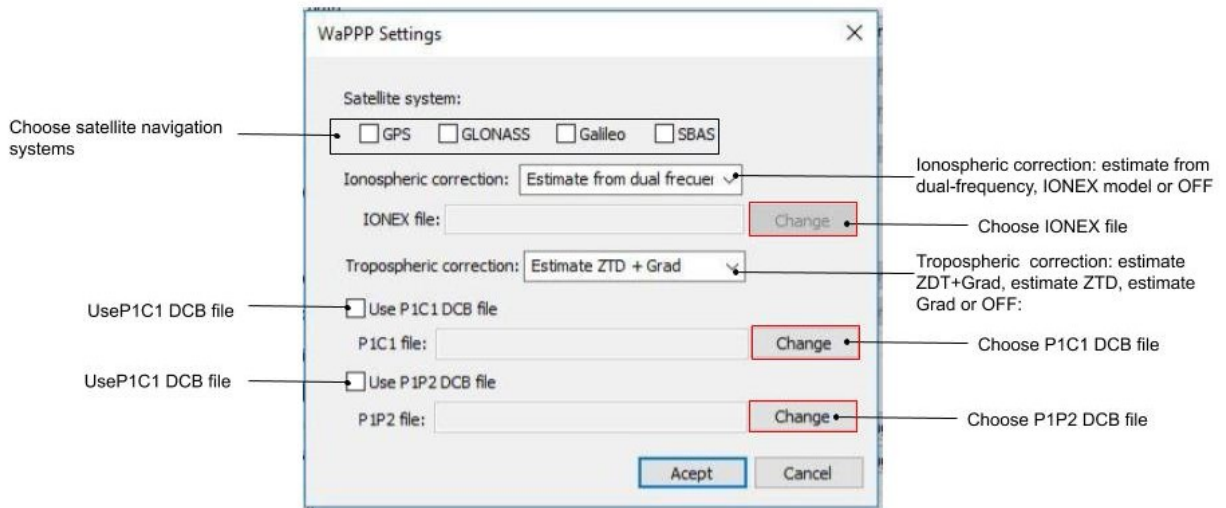 WaPPP Settings
Satellite system:
Choose satellite navigation
systems
GPS GLONASS Galileo SBAS
Ionospheric correction: Estimate from dual frecuer
Ionospheric correction: estimate from
dual-frequency, IONEX model or OFF
IONEX file: Change
Choose IONEX file
Tropospheric correction: Estimate ZTD + Grad
Tropospheric correction: estimate
ZDT+Grad, estimate ZTD, estimate
Grad or OFF:
UseP1C1 DCB file
Use P1C1 DCB file
P1C1 file: Change
Choose P1C1 DCB file
UseP1C1 DCB file
Use P1P2 DCB file
P1P2 file: Change
Choose P1P2 DCB file
Acept Cancel